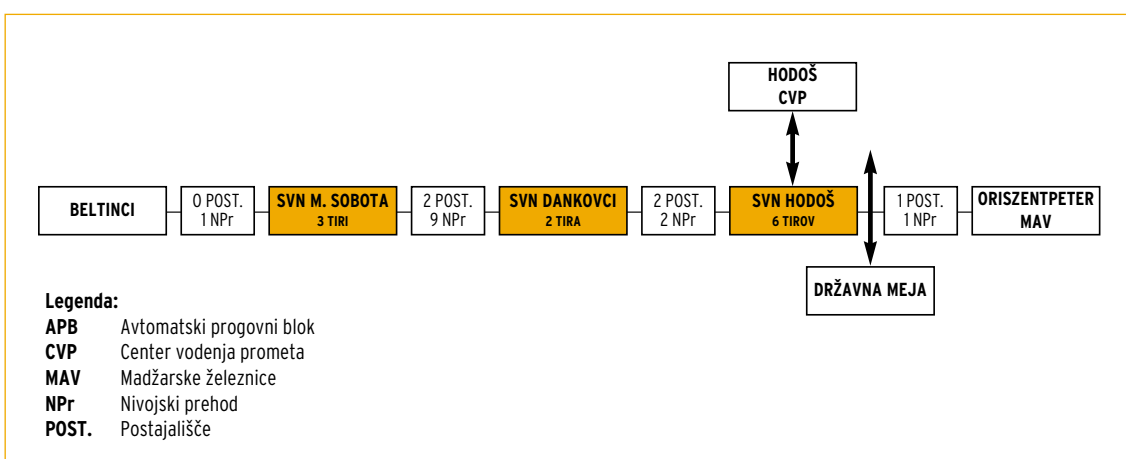 HODOŠ
CVP
BELTINCI
0 POST.
1 NPr
SVN M. SOBOTA
3 TIRI
2 POST.
9 NPr
SVN DANKOVCI
2 TIRA
2 POST.
2 NPr
SVN HODOŠ
6 TIROV
1 POST.
1 NPr
ORISZENTPETER
MAV
DRŽAVNA MEJA
Legenda:
APB Avtomatski progovni blok
CVP Center vodenja prometa
MAV Madžarske železnice
NPr Nivojski prehod
POST. Postajališče